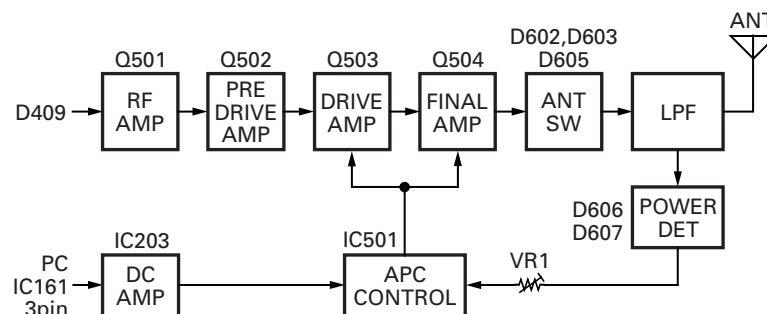 ANT
Q501
Q502
Q503
Q504
D602,D603
D605
D409
RF
AMP
PRE
DRIVE
AMP
DRIVE
AMP
FINAL
AMP
ANT
SW
LPF
D606
D607
POWER
DET
IC203
IC501
VR1
PC
IC161
3pin
DC
AMP
APC
CONTROL